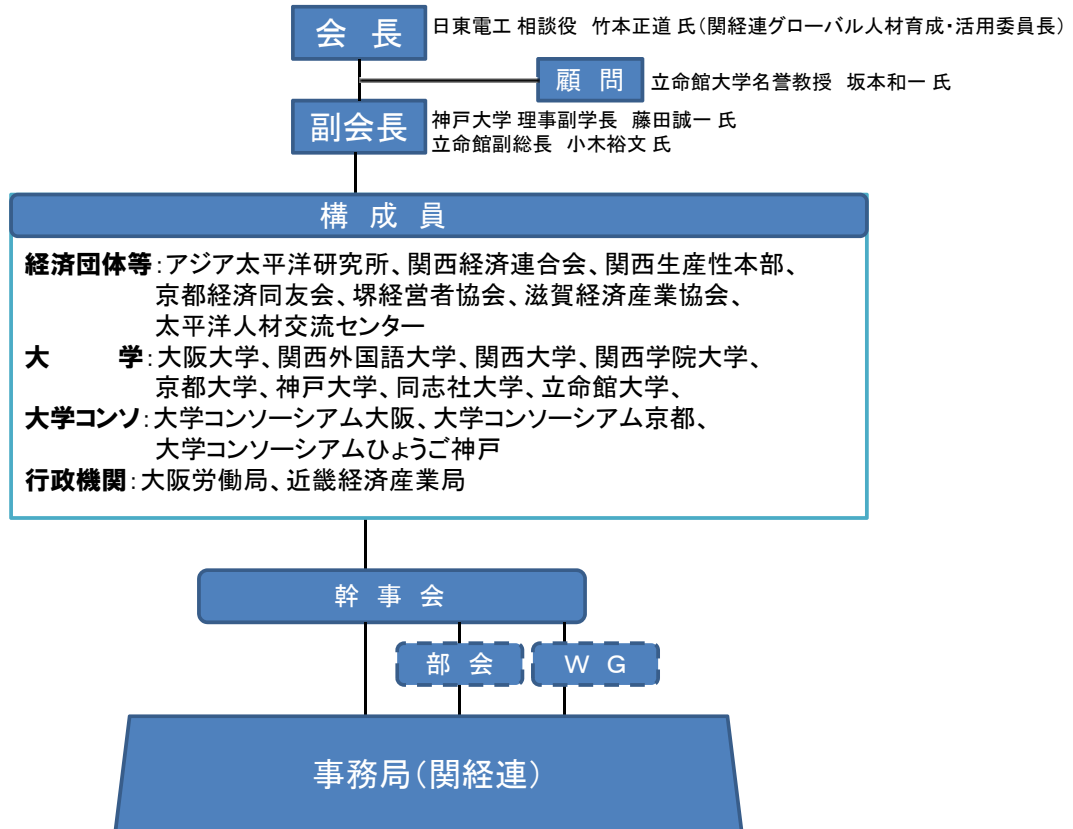 会 長
日東電工 相談役 竹本正道 氏（関経連グローバル人材育成・活用委員長）
顧 問
立命館大学名誉教授 坂本和一 氏
副会長
神戸大学 理事副学長 藤田誠一 氏
立命館副総長 小木裕文 氏
構 成 員
経済団体等：アジア太平洋研究所、関西経済連合会、関西生産性本部、
京都経済同友会、堺経営者協会、滋賀経済産業協会、
太平洋人材交流センター
大 学：大阪大学、関西外国語大学、関西大学、関西学院大学、
京都大学、神戸大学、同志社大学、立命館大学、
大学コンソ：大学コンソーシアム大阪、大学コンソーシアム京都、
大学コンソーシアムひょうご神戸
行政機関：大阪労働局、近畿経済産業局
幹 事 会
部 会
Ｗ Ｇ
事務局（関経連）